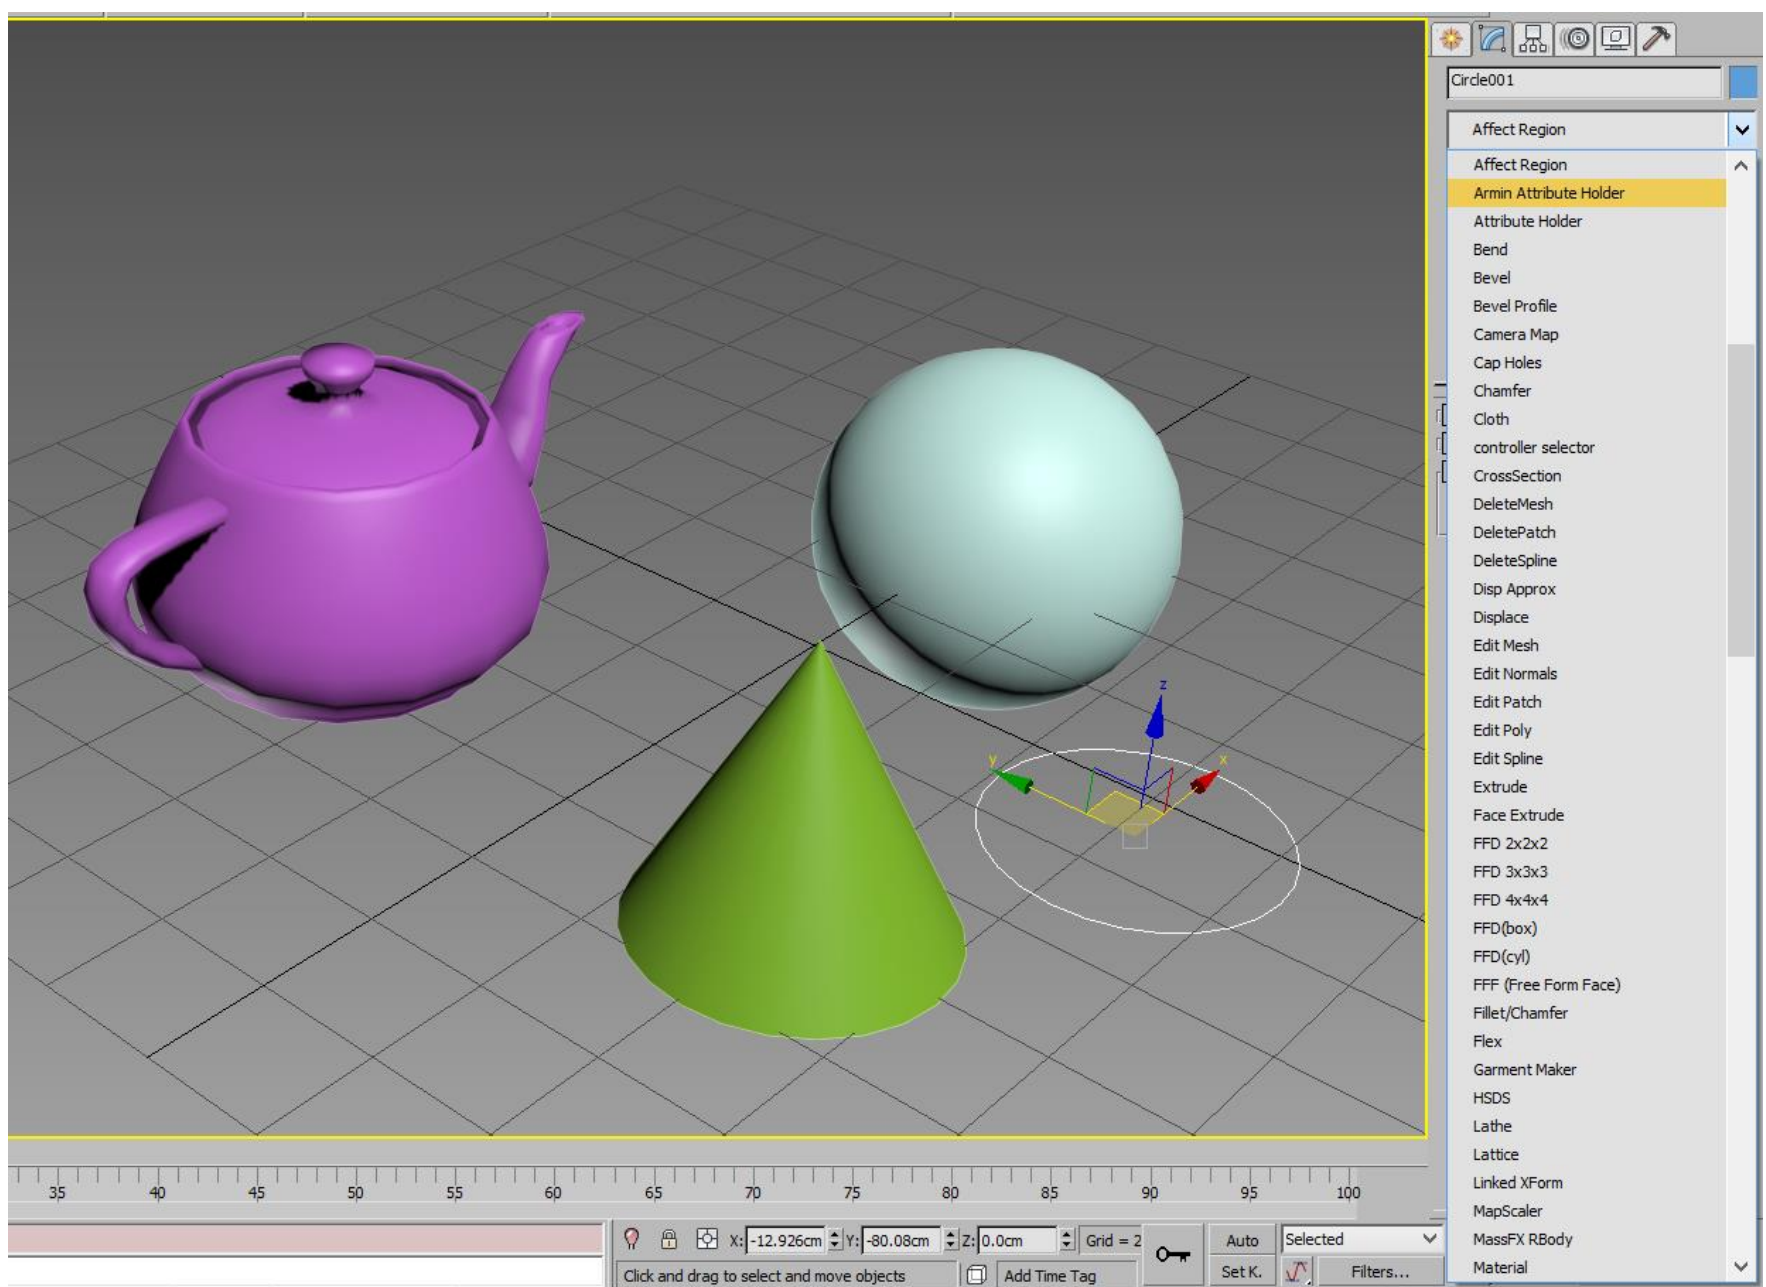 Circle001
Affect Region
Affect Region
Armin Attribute Holder
Attribute Holder
Bend
Bevel
Bevel Profile
Camera Map
Cap Holes
Chamfer
Cloth
controller selector
CrossSection
DeleteMesh
DeletePatch
DeleteSpline
Disp Approx
Displace
Edit Mesh
Edit Normals
Edit Patch
Edit Poly
Edit Spline
Extrude
Face Extrude
FFD 2x2x2
FFD 3x3x3
FFD 4x4x4
FFD(box)
FFD(cyl)
FFF (Free Form Face)
Fillet/Chamfer
Flex
Garment Maker
HSDS
Lathe
Lattice
Linked XForm
MapScaler
MassFX RBody
Material
z
y
x
35 40 45 50 55 60 65 70 75 80 85 90 95 100
X: -12.926cm Y: -80.08cm Z: 0.0cm Grid = 2 Auto Selected
Click and drag to select and move objects Add Time Tag Set K. Filters...